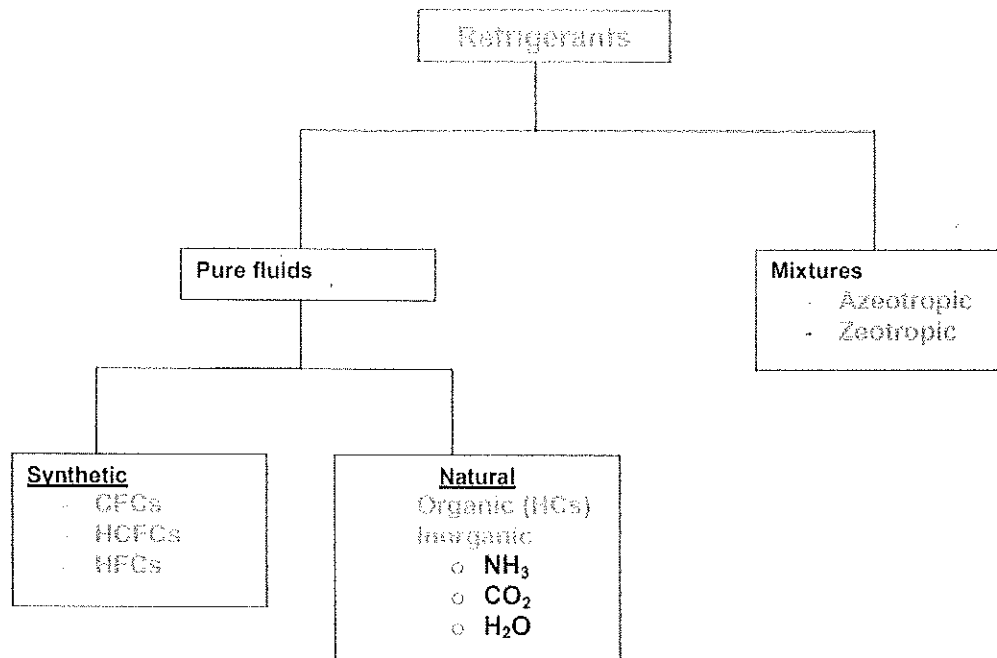 Refrigerants
Pure fluids
Mixtures
- Azeotropic
- Zeotropic
Synthetic
- CFCs
- HCFCs
- HFCs
Natural
Organic (HCs)
Inorganic
o NH₃
o CO₂
o H₂O